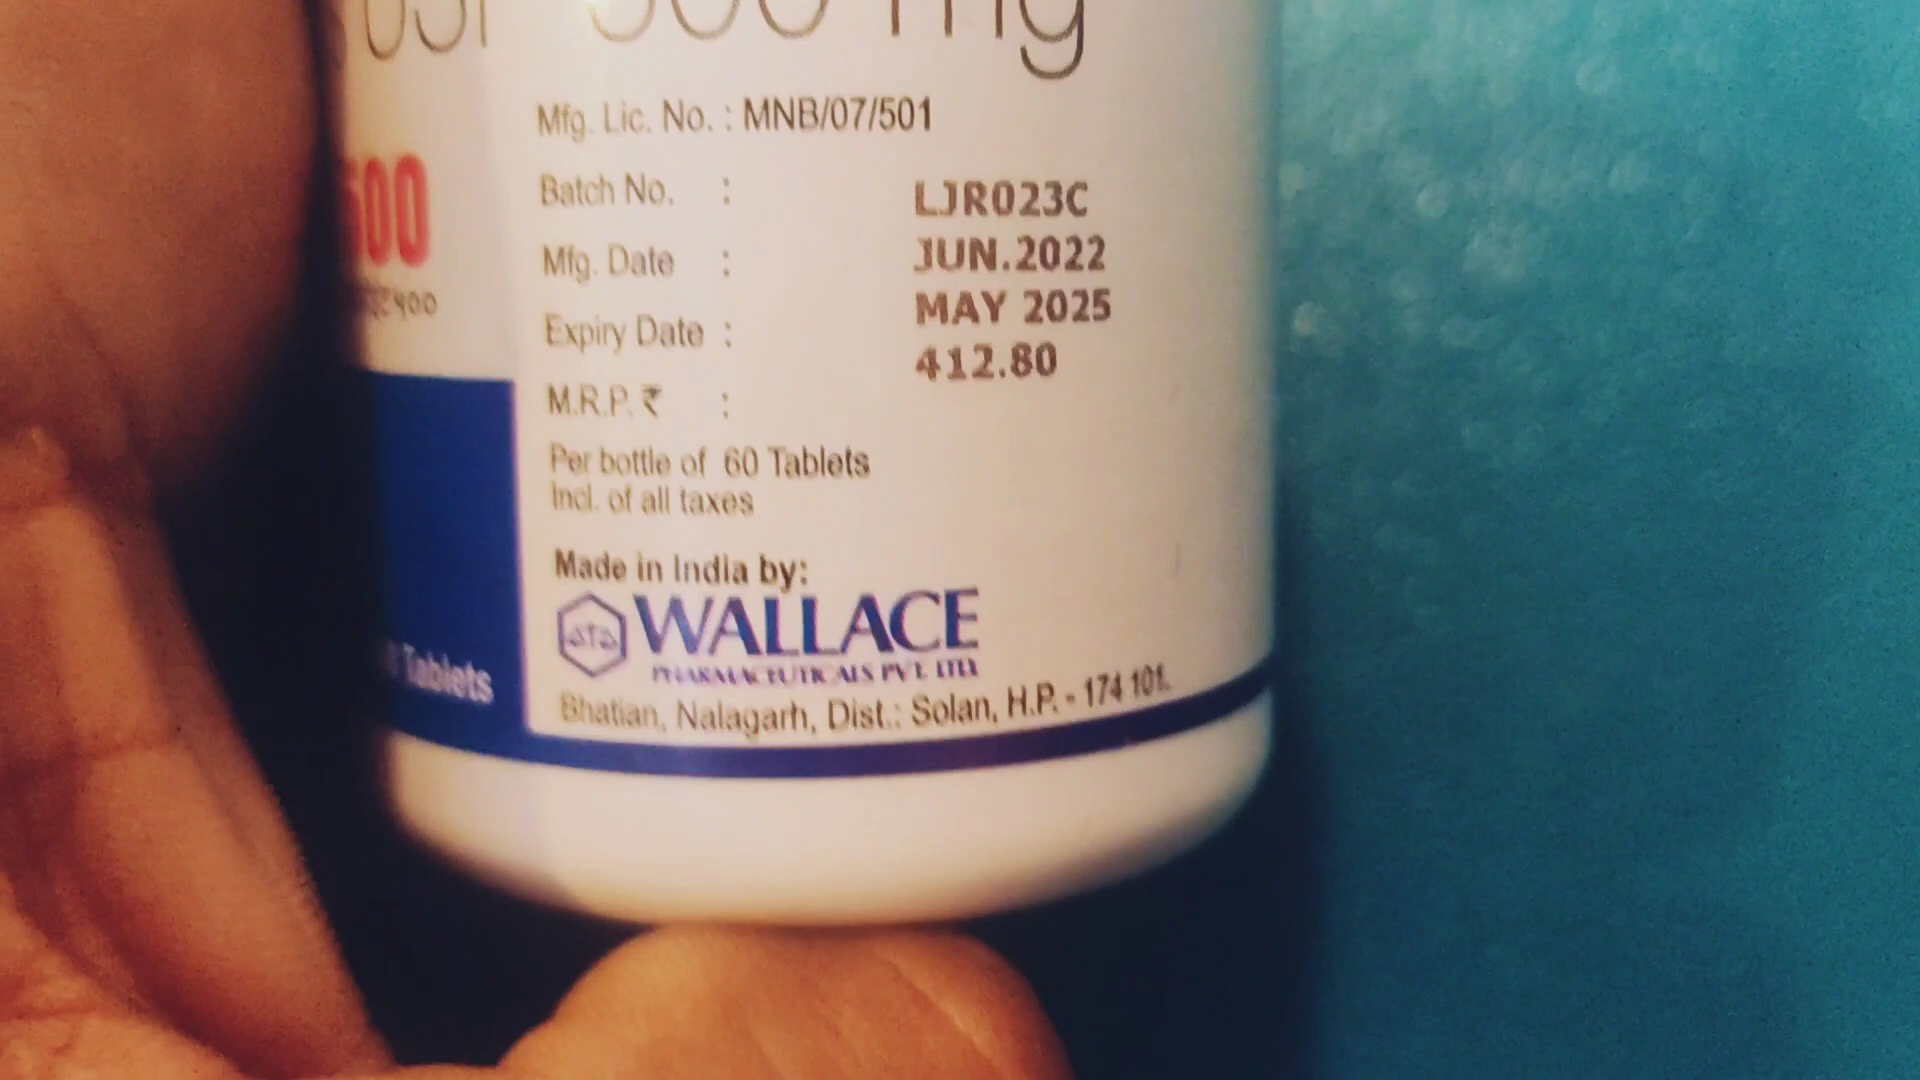 500 mg
Mfg. Lic. No. : MNB/07/501
500
Batch No. : LJR023C
Mfg. Date : JUN.2022
Expiry Date : MAY 2025
M.R.P. ₹ : 412.80
Per bottle of 60 Tablets
Incl. of all taxes
Made in India by:
WALLACE
PHARMACEUTICALS PVT. LTD.
Bhatian, Nalagarh, Dist.: Solan, H.P. - 174 101.
Tablets